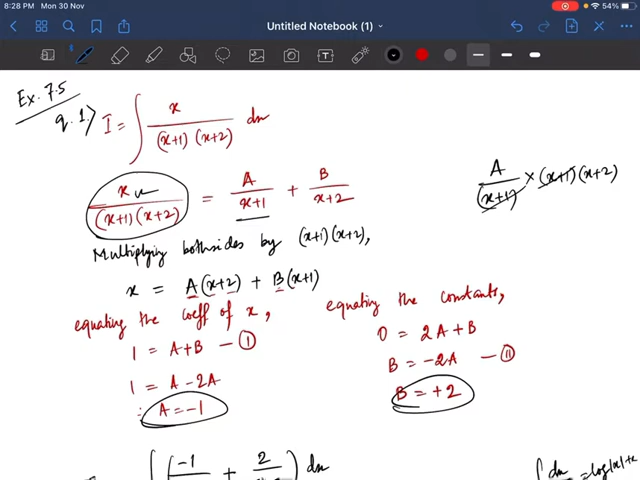 8:28 PM Mon 30 Nov
54%
Untitled Notebook (1)
Ex. 7.5
q. 1) I = ∫ x / (x+1)(x+2) dx
x / (x+1)(x+2) = A / x+1 + B / x+2
A / (x+1) × (x+1)(x+2)
Multiplying bothsides by (x+1)(x+2),
x = A(x+2) + B(x+1)
equating the coeff of x,
1 = A+B — ①
1 = A - 2A
∴ A = -1
equating the constants,
0 = 2A + B
B = -2A — ⑪
B = +2
∫ ( -1 / + 2 / ) dx
∫ dx = log|x| +